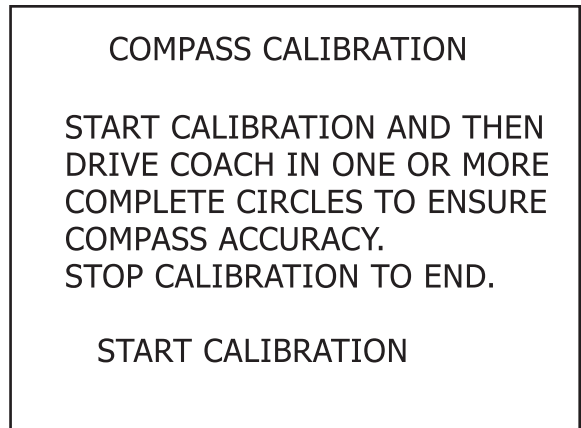 COMPASS CALIBRATION
START CALIBRATION AND THEN
DRIVE COACH IN ONE OR MORE
COMPLETE CIRCLES TO ENSURE
COMPASS ACCURACY.
STOP CALIBRATION TO END.
START CALIBRATION